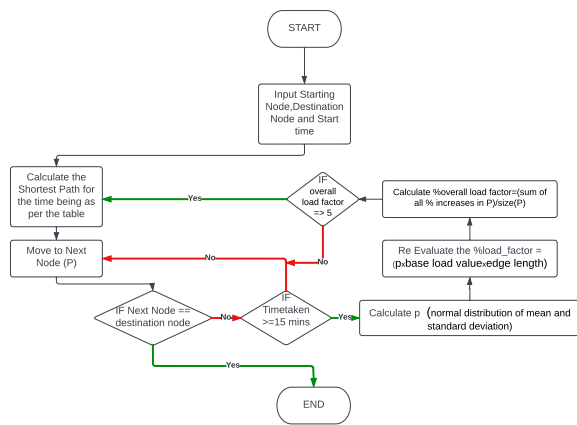 START
Input Starting
Node,Destination
Node and Start
time
Calculate the
Shortest Path for
the time being as
per the table
Yes
IF
overall
load factor
=> 5
Calculate %overall load factor=(sum of
all % increases in P)/size(P)
Move to Next
Node (P)
No
No
Re Evaluate the %load_factor =
(pxbase load valuexedge length)
IF Next Node ==
destination node
No
IF
Timetaken
>=15 mins
Yes
Calculate p (normal distribution of mean and
standard deviation)
Yes
END